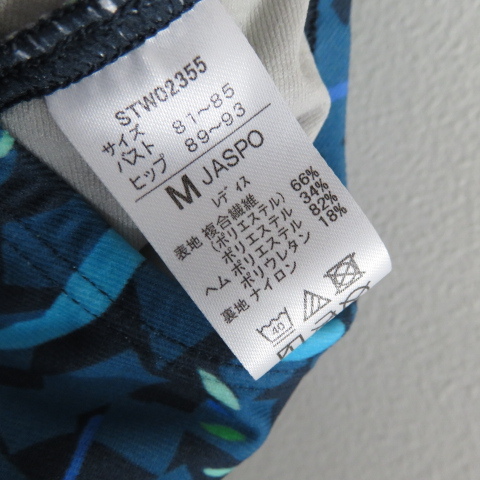 STW02355
サイズ
バスト 81~85
ヒップ 89~93
M JASPO
レディス
表地 複合繊維 66%
(ポリエステル)
ポリエステル 34%
ヘム ポリエステル 82%
ポリウレタン 18%
裏地 ナイロン
40